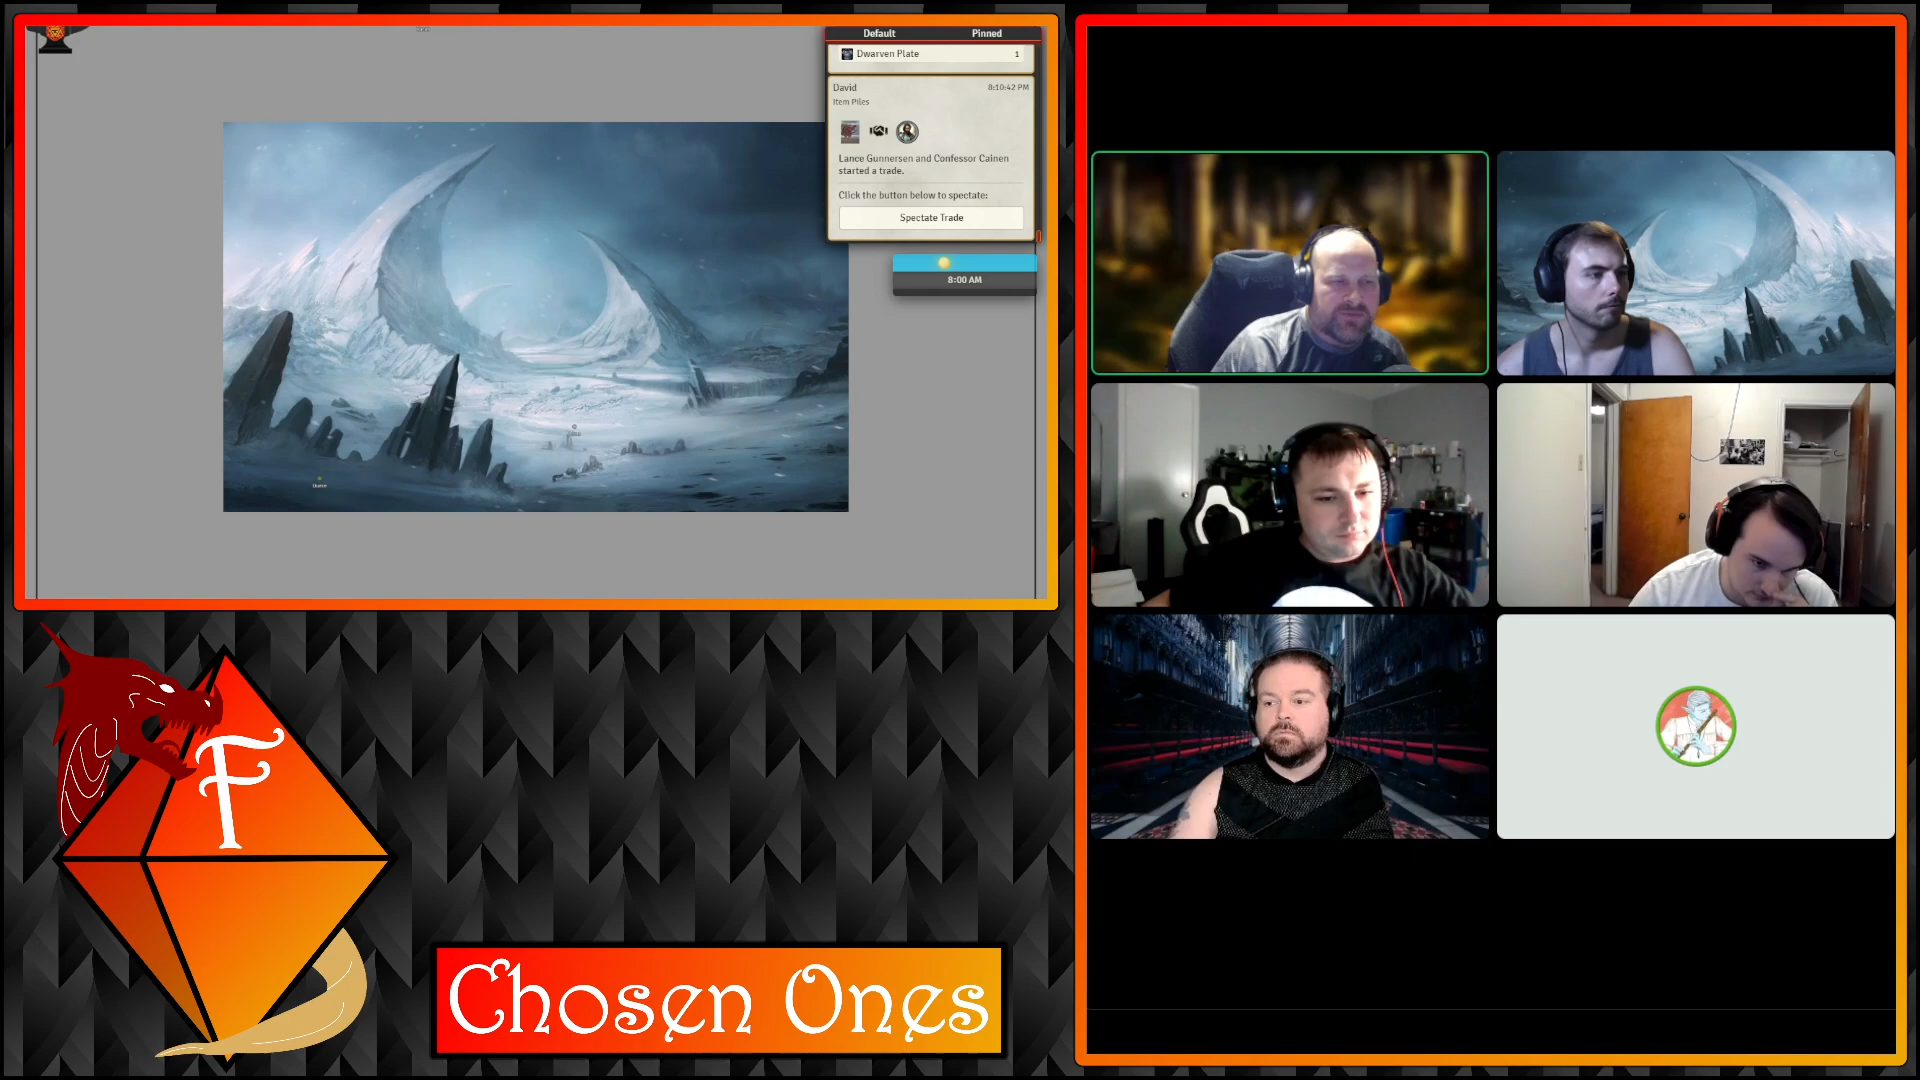 Default Pinned
Dwarven Plate 1
David 8:10:42 PM
Item Piles
Lance Gunnersen and Confessor Cainen
started a trade.
Click the button below to spectate:
Spectate Trade
8:00 AM
F
Chosen Ones